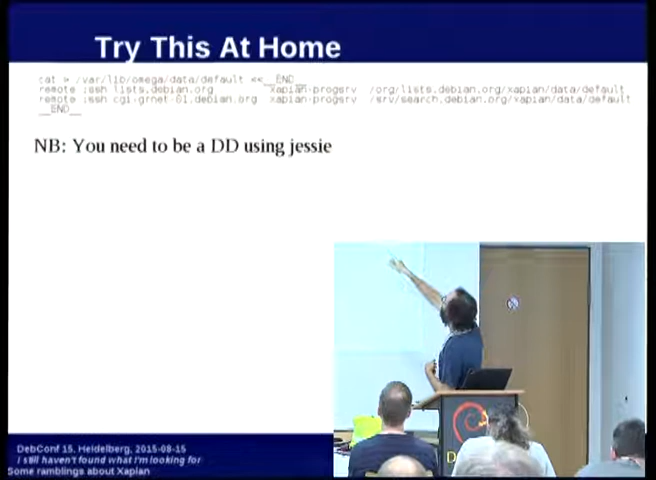 Try This At Home
cat > /var/lib/omega/data/default <<__END__
remote :ssh lists.debian.org xapian-progsrv /org/lists.debian.org/xapian/data/default
remote :ssh cgi-grnet-01.debian.org xapian-progsrv /srv/search.debian.org/xapian/data/default
__END__
NB: You need to be a DD using jessie
DebConf 15, Heidelberg, 2015-08-15
I still haven't found what I'm looking for
Some ramblings about Xapian